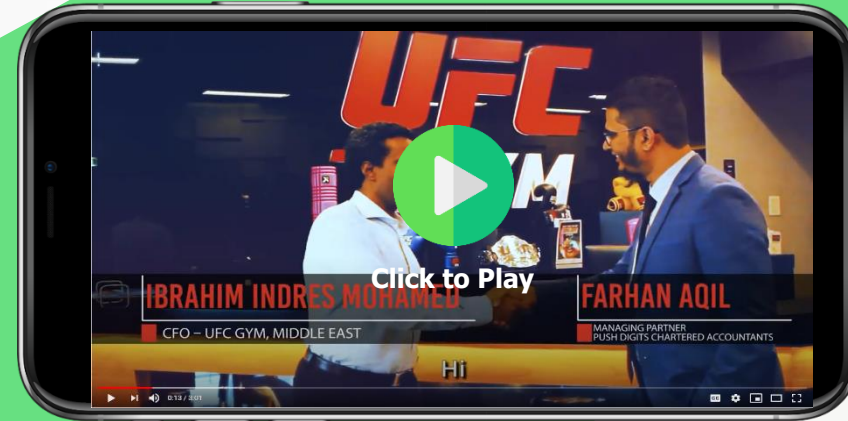 UFC
GYM
Click to Play
IBRAHIM INDRES MOHAMED
CFO – UFC GYM, MIDDLE EAST
FARHAN AQIL
MANAGING PARTNER
PUSH DIGITS CHARTERED ACCOUNTANTS
Hi
0:13 / 3:01